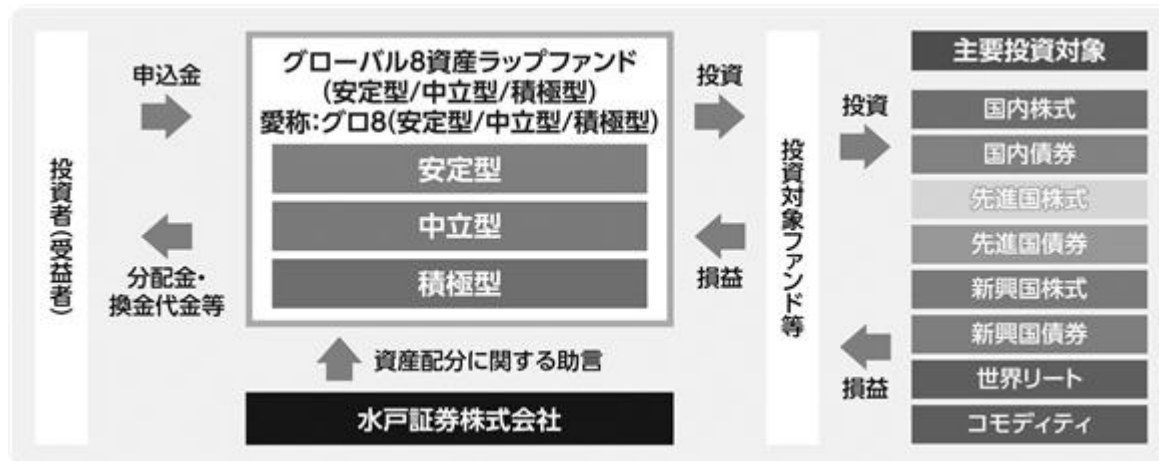 投資者(受益者)
申込金
分配金・
換金代金等
グローバル8資産ラップファンド
(安定型/中立型/積極型)
愛称:グロ8(安定型/中立型/積極型)
安定型
中立型
積極型
資産配分に関する助言
水戸証券株式会社
投資
損益
投資対象ファンド等
投資
損益
主要投資対象
国内株式
国内債券
先進国株式
先進国債券
新興国株式
新興国債券
世界リート
コモディティ